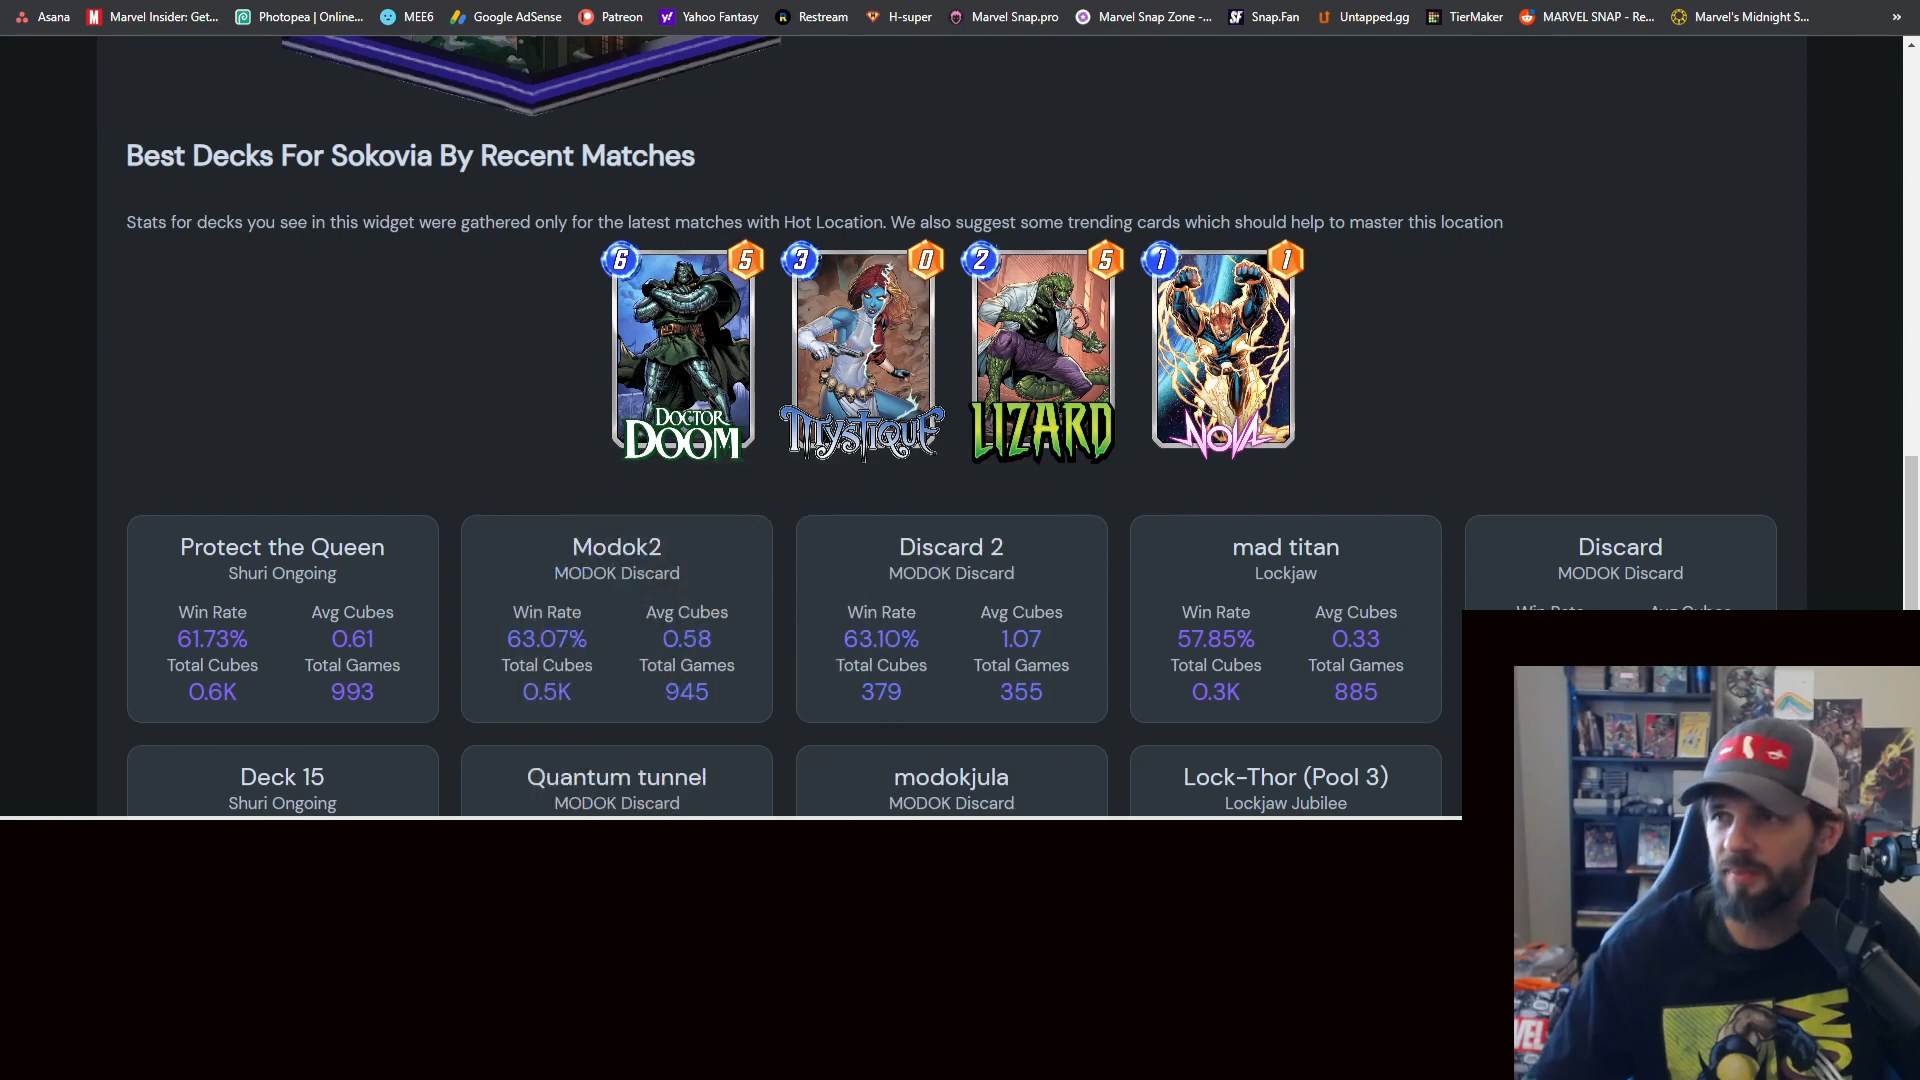 Asana
Marvel Insider: Get...
Photopea | Online...
MEE6
Google AdSense
Patreon
Yahoo Fantasy
Restream
H-super
Marvel Snap.pro
Marvel Snap Zone -...
Snap.Fan
Untapped.gg
TierMaker
MARVEL SNAP - Re...
Marvel's Midnight S...
»
Best Decks For Sokovia By Recent Matches
Stats for decks you see in this widget were gathered only for the latest matches with Hot Location. We also suggest some trending cards which should help to master this location
6 5
DOCTOR
DOOM
3 0
MYSTIQUE
2 5
LIZARD
1 1
NOVA
Protect the Queen
Shuri Ongoing
Win Rate Avg Cubes
61.73% 0.61
Total Cubes Total Games
0.6K 993
Modok2
MODOK Discard
Win Rate Avg Cubes
63.07% 0.58
Total Cubes Total Games
0.5K 945
Discard 2
MODOK Discard
Win Rate Avg Cubes
63.10% 1.07
Total Cubes Total Games
379 355
mad titan
Lockjaw
Win Rate Avg Cubes
57.85% 0.33
Total Cubes Total Games
0.3K 885
Discard
MODOK Discard
Win Rate Avg Cubes
Deck 15
Shuri Ongoing
Quantum tunnel
MODOK Discard
modokjula
MODOK Discard
Lock-Thor (Pool 3)
Lockjaw Jubilee